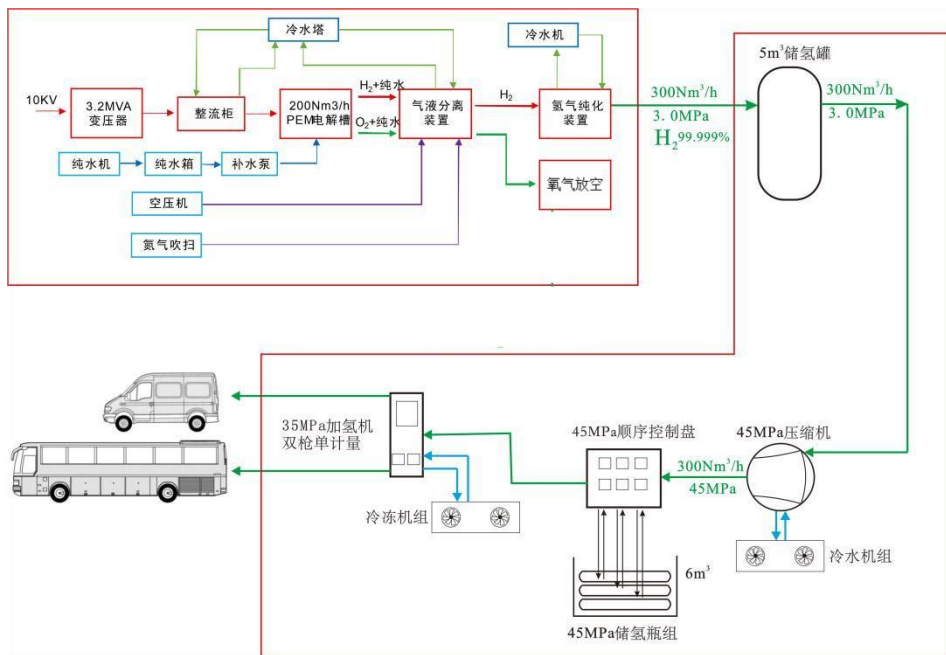 冷水塔
冷水机
5m³储氢罐
10KV
3.2MVA
变压器
整流柜
200Nm3/h
PEM电解槽
H₂+纯水
O₂+纯水
气液分离
装置
H₂
氢气纯化
装置
300Nm³/h
3.0MPa
H₂99.999%
300Nm³/h
3.0MPa
纯水机
纯水箱
补水泵
氧气放空
空压机
氮气吹扫
35MPa加氢机
双枪单计量
45MPa顺序控制盘
45MPa压缩机
300Nm³/h
45MPa
冷冻机组
冷水机组
6m³
45MPa储氢瓶组